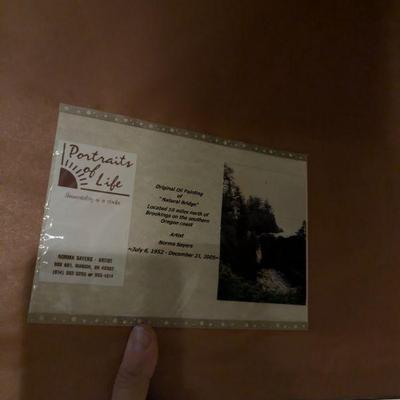 Portraits
of Life
Original Oil Painting
of
"Natural Bridge"
Located 10 miles north of
Brookings on the southern
Oregon coast
Artist
Norma Sayers
~July 6, 1952 - December 21, 2005~
NORMA SAYERS - ARTIST